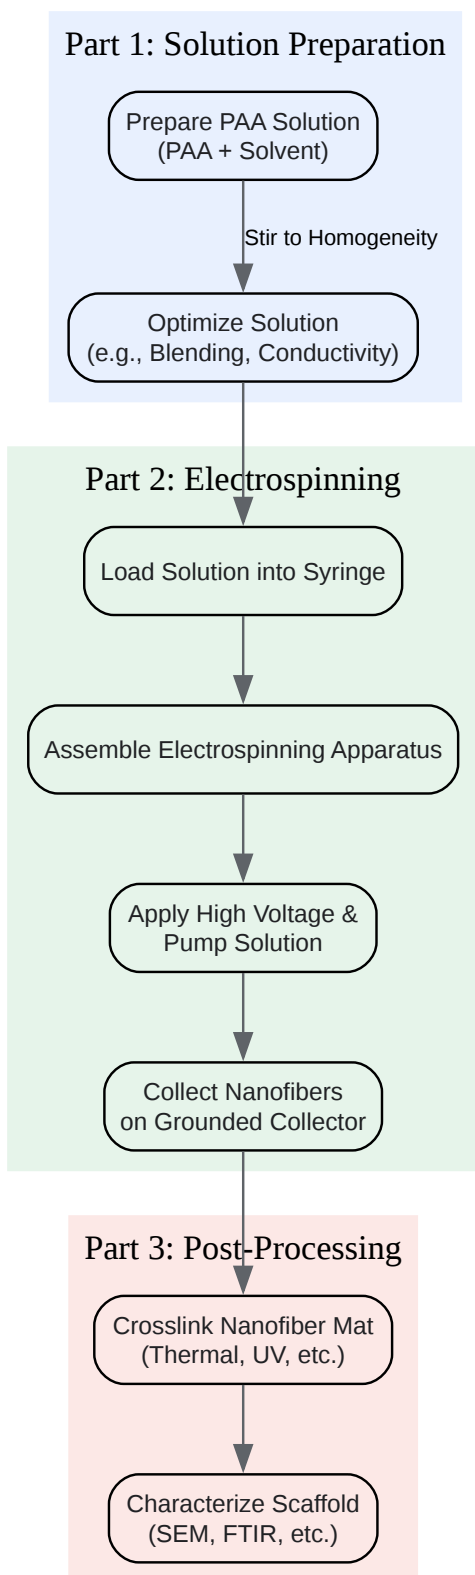 Part 1: Solution Preparation
Prepare PAA Solution
(PAA + Solvent)
Stir to Homogeneity
Optimize Solution
(e.g., Blending, Conductivity)
Part 2: Electrospinning
Load Solution into Syringe
Assemble Electrospinning Apparatus
Apply High Voltage &
Pump Solution
Collect Nanofibers
on Grounded Collector
Part 3: Post-Processing
Crosslink Nanofiber Mat
(Thermal, UV, etc.)
Characterize Scaffold
(SEM, FTIR, etc.)